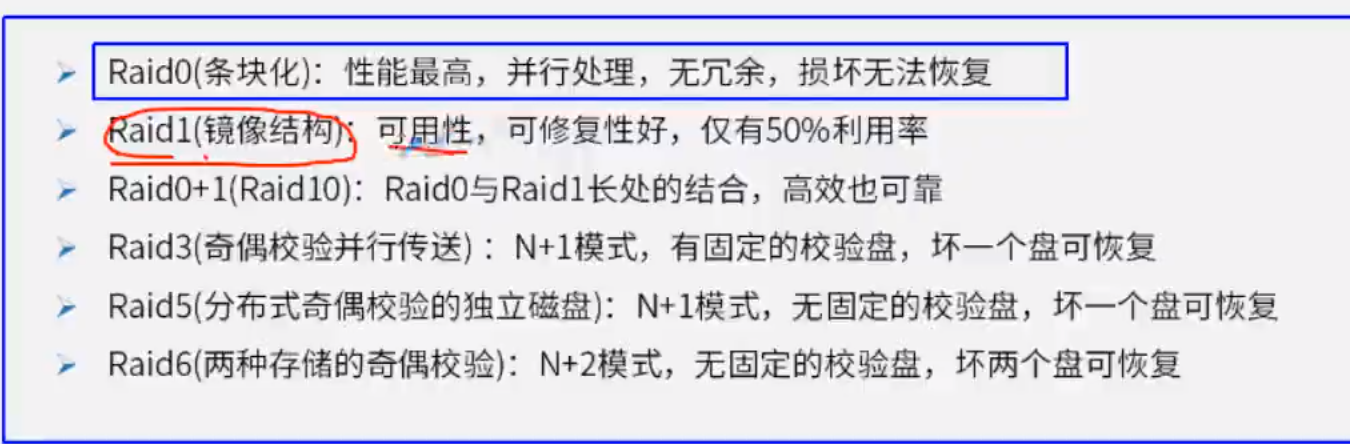 Raid0(条块化)：性能最高，并行处理，无冗余，损坏无法恢复
Raid1(镜像结构)：可用性，可修复性好，仅有50%利用率
Raid0+1(Raid10)：Raid0与Raid1长处的结合，高效也可靠
Raid3(奇偶校验并行传送)：N+1模式，有固定的校验盘，坏一个盘可恢复
Raid5(分布式奇偶校验的独立磁盘)：N+1模式，无固定的校验盘，坏一个盘可恢复
Raid6(两种存储的奇偶校验)：N+2模式，无固定的校验盘，坏两个盘可恢复